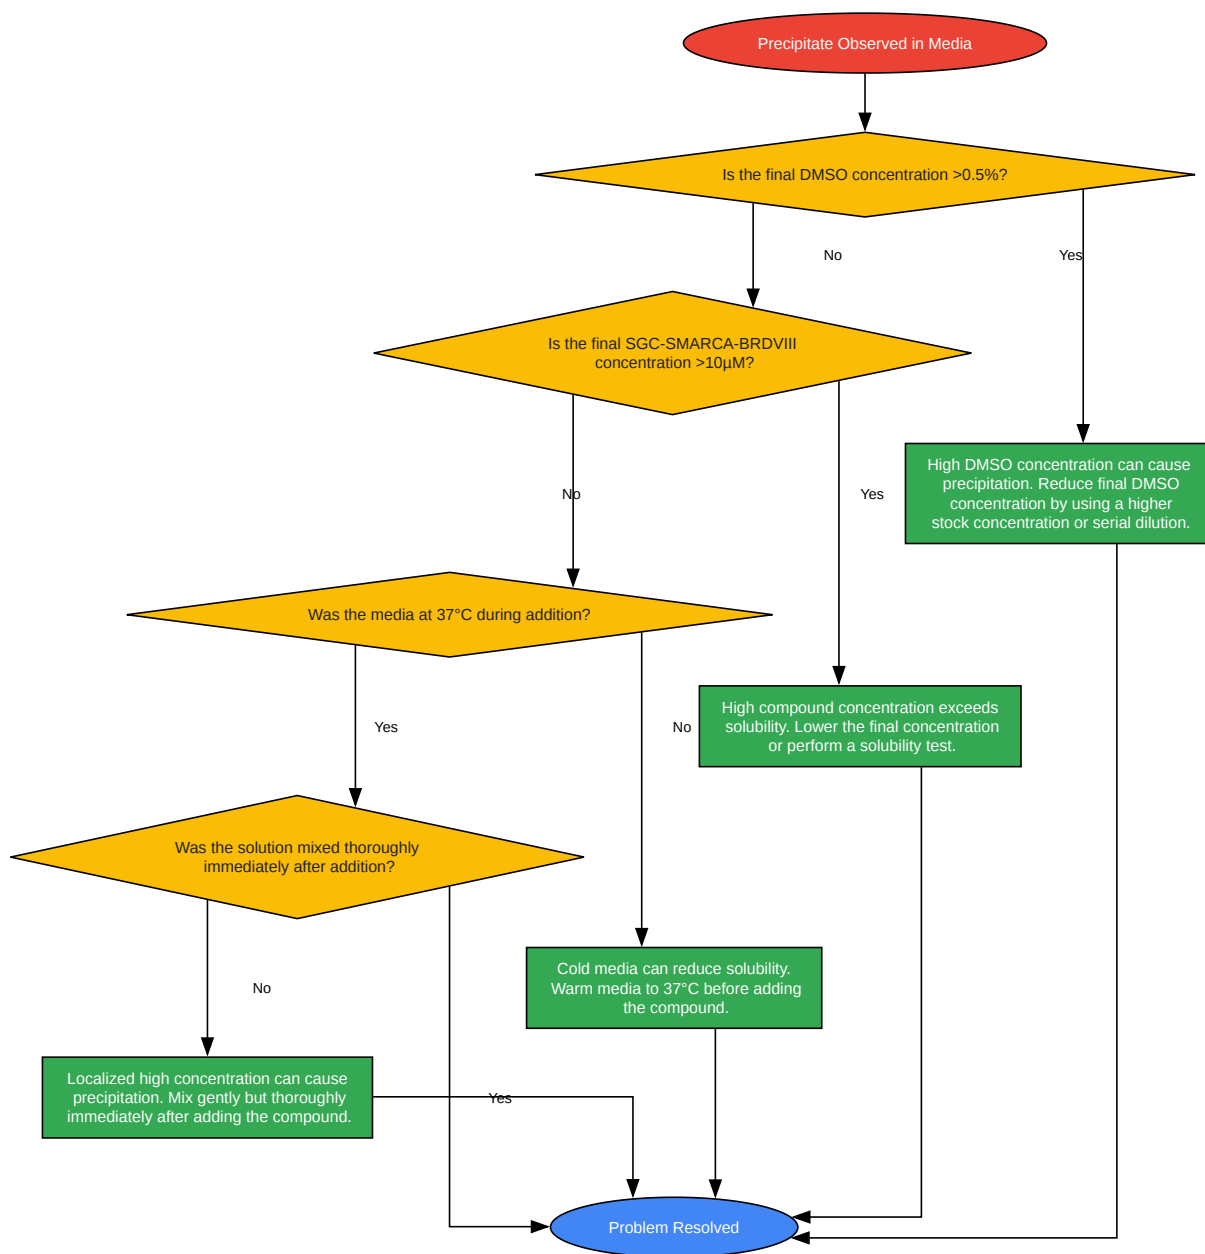 Precipitate Observed in Media
Is the final DMSO concentration >0.5%?
No
Yes
Is the final SGC-SMARCA-BRDVIII
concentration >10µM?
High DMSO concentration can cause
precipitation. Reduce final DMSO
concentration by using a higher
stock concentration or serial dilution.
No
Yes
Was the media at 37°C during addition?
High compound concentration exceeds
solubility. Lower the final concentration
or perform a solubility test.
Yes
No
Was the solution mixed thoroughly
immediately after addition?
Cold media can reduce solubility.
Warm media to 37°C before adding
the compound.
No
Localized high concentration can cause
precipitation. Mix gently but thoroughly
immediately after adding the compound.
Yes
Problem Resolved